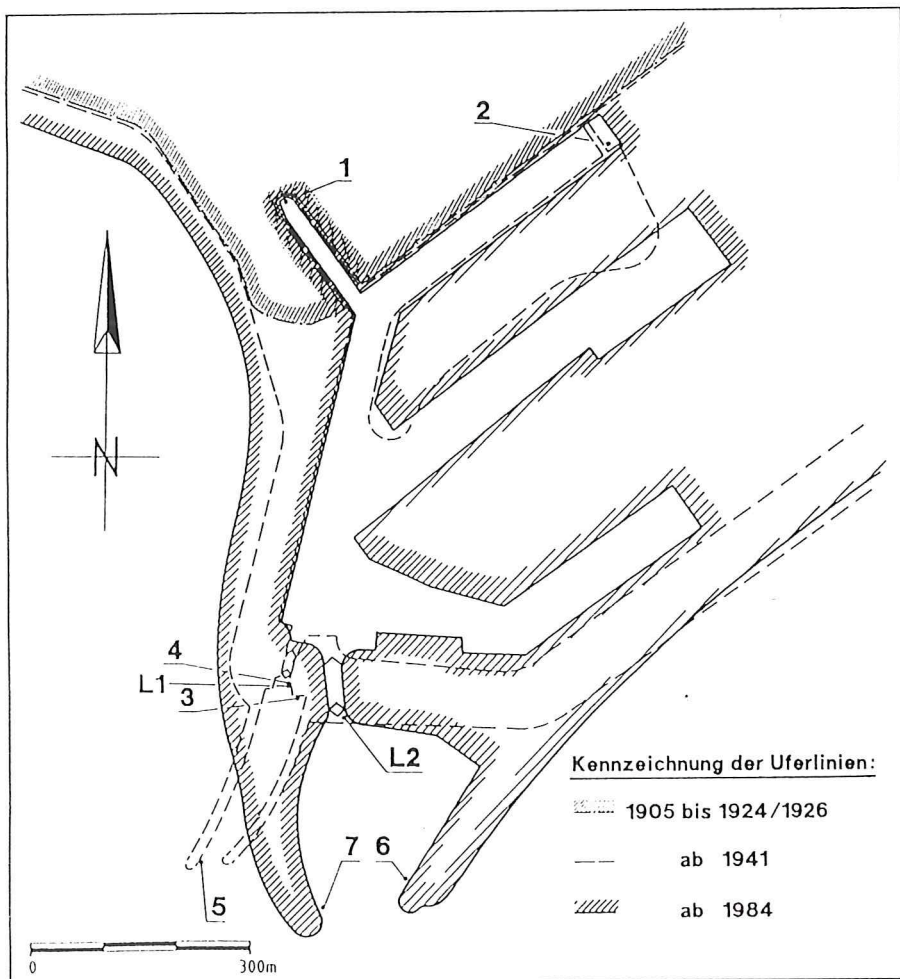 1
2
N
4
L1
3
L2
5
7 6
Kennzeichnung der Uferlinien:
1905 bis 1924/1926
ab 1941
ab 1984
0 300m